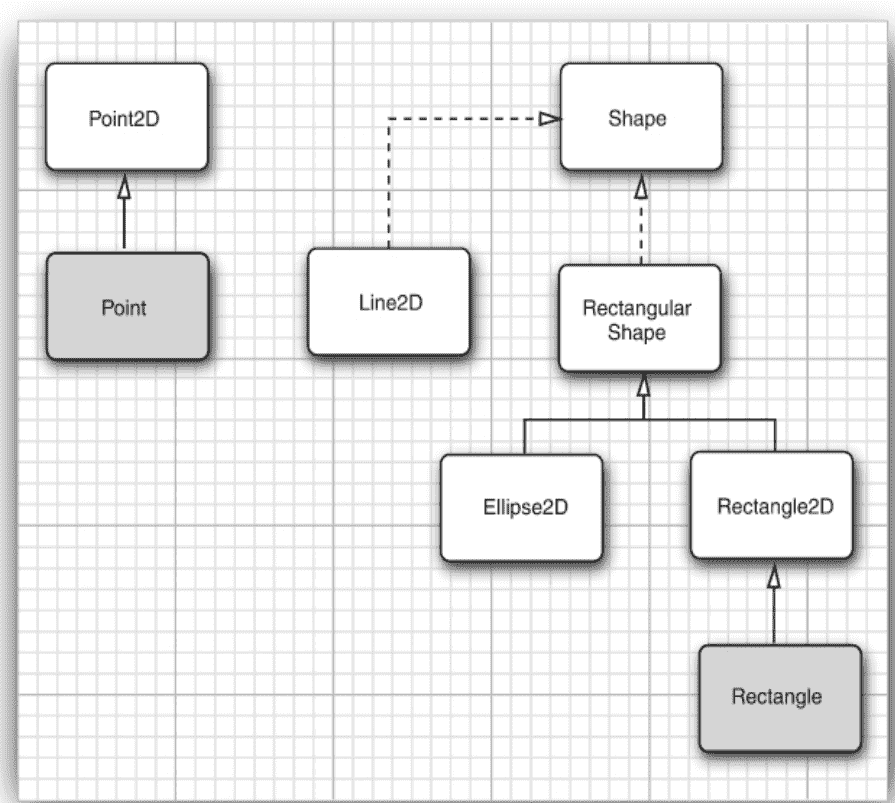 Point2D
Shape
Point
Line2D
Rectangular
Shape
Ellipse2D
Rectangle2D
Rectangle